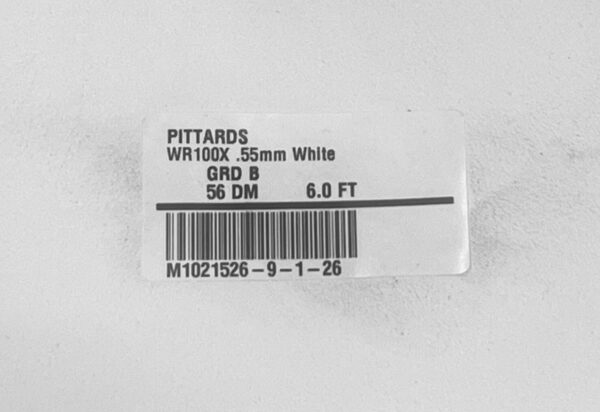 PITTARDS
WR100X .55mm White
GRD B
56 DM 6.0 FT
M1021526-9-1-26